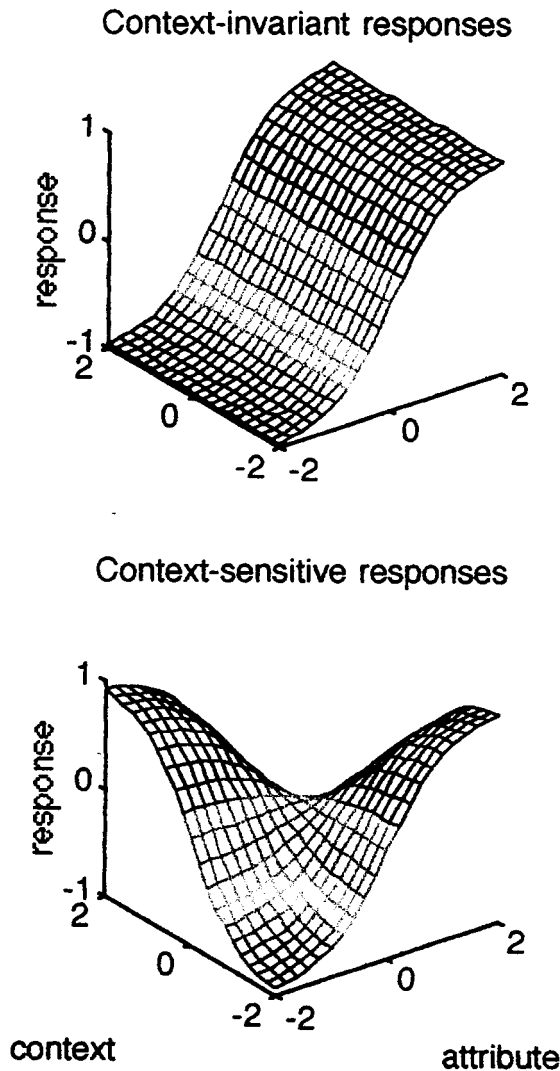 Context-invariant responses
1
response
0
-1
2
0
-2 -2
0
2
Context-sensitive responses
1
response
0
-1
2
0
-2 -2
0
2
context
attribute